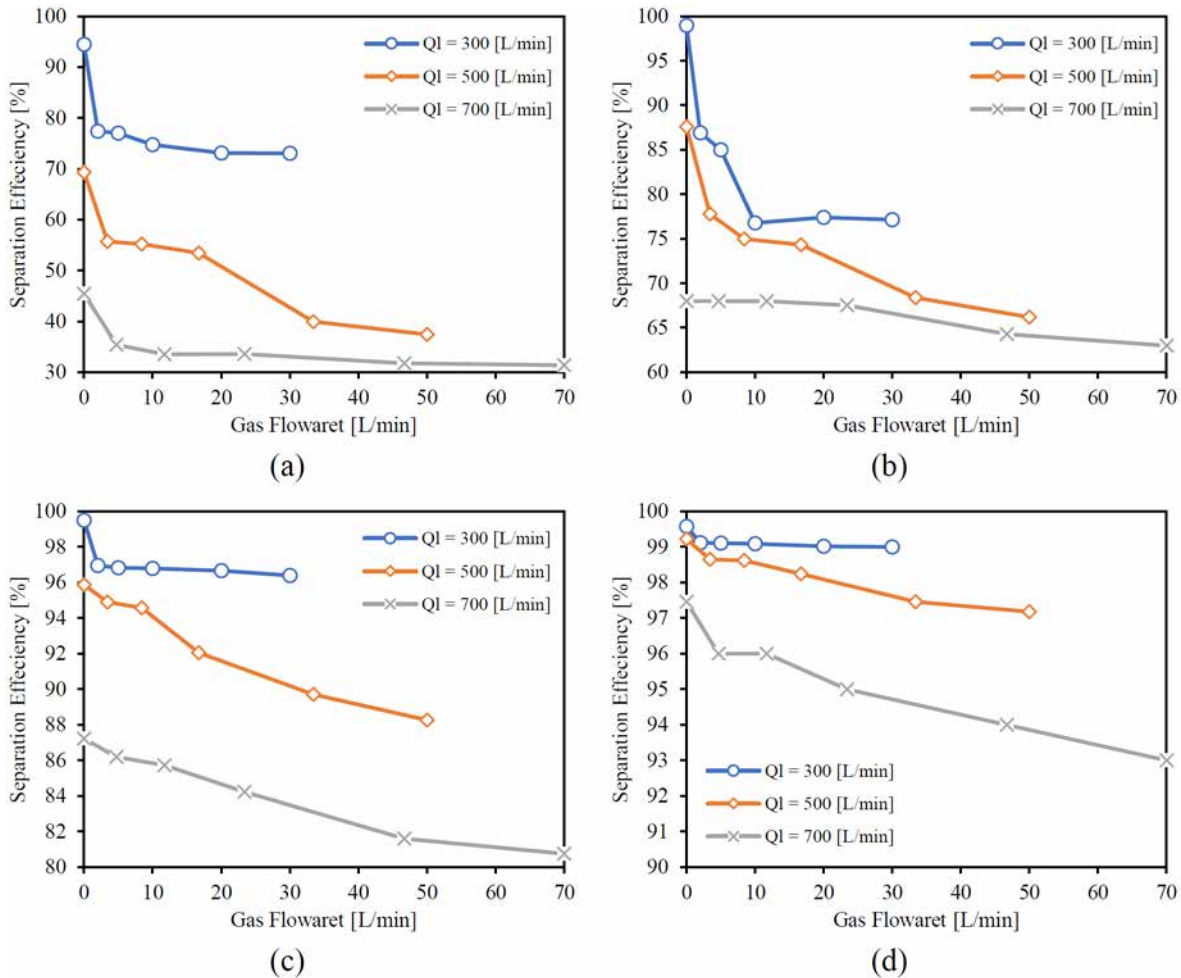 Separation Effeciency [%]
100
90
80
70
60
50
40
30
0 10 20 30 40 50 60 70
Gas Flowaret [L/min]
Ql = 300 [L/min]
Ql = 500 [L/min]
Ql = 700 [L/min]
(a)
Separation Effeciency [%]
100
95
90
85
80
75
70
65
60
0 10 20 30 40 50 60 70
Gas Flowaret [L/min]
Ql = 300 [L/min]
Ql = 500 [L/min]
Ql = 700 [L/min]
(b)
Separation Effeciency [%]
100
98
96
94
92
90
88
86
84
82
80
0 10 20 30 40 50 60 70
Gas Flowaret [L/min]
Ql = 300 [L/min]
Ql = 500 [L/min]
Ql = 700 [L/min]
(c)
Separation Effeciency [%]
100
99
98
97
96
95
94
93
92
91
90
0 10 20 30 40 50 60 70
Gas Flowaret [L/min]
Ql = 300 [L/min]
Ql = 500 [L/min]
Ql = 700 [L/min]
(d)